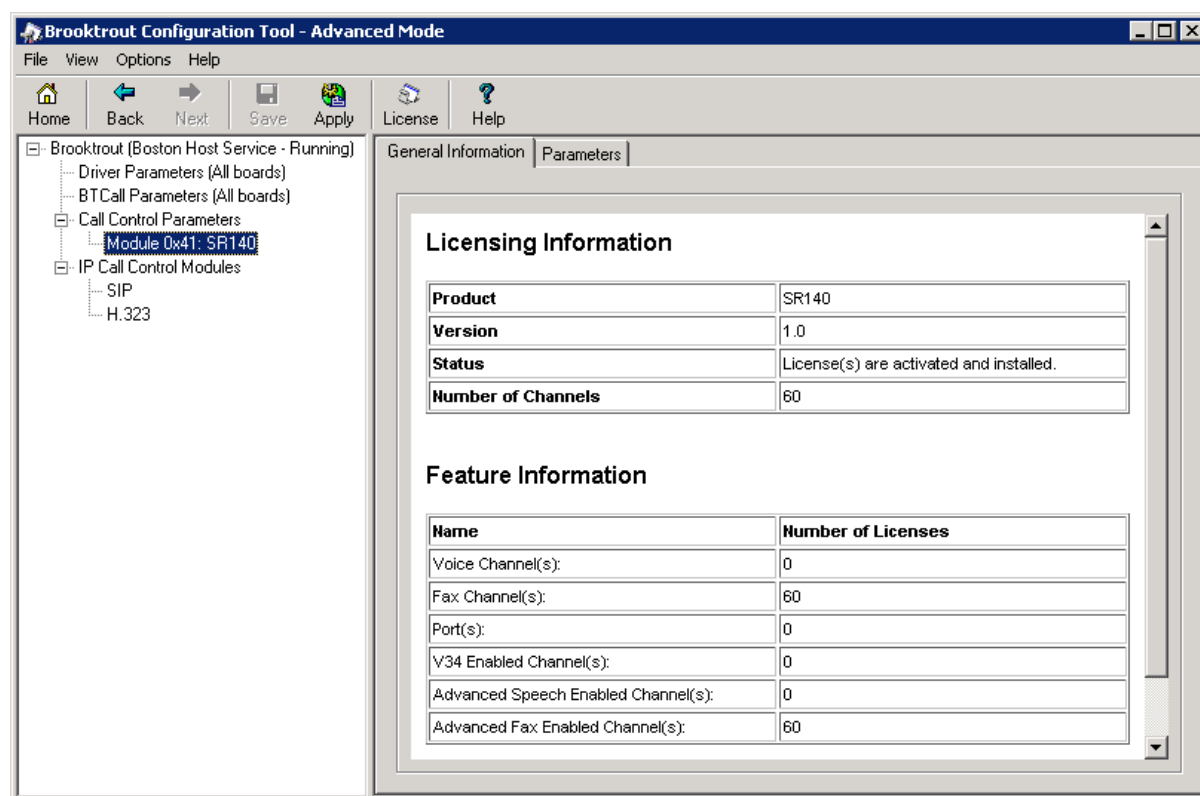 Brooktrout Configuration Tool - Advanced Mode
File View Options Help
Home Back Next Save Apply License Help
Brooktrout (Boston Host Service - Running)
Driver Parameters (All boards)
BTCall Parameters (All boards)
Call Control Parameters
Module 0x41: SR140
IP Call Control Modules
SIP
H.323
General Information Parameters
Licensing Information
Product SR140
Version 1.0
Status License(s) are activated and installed.
Number of Channels 60
Feature Information
Name Number of Licenses
Voice Channel(s): 0
Fax Channel(s): 60
Port(s): 0
V34 Enabled Channel(s): 0
Advanced Speech Enabled Channel(s): 0
Advanced Fax Enabled Channel(s): 60